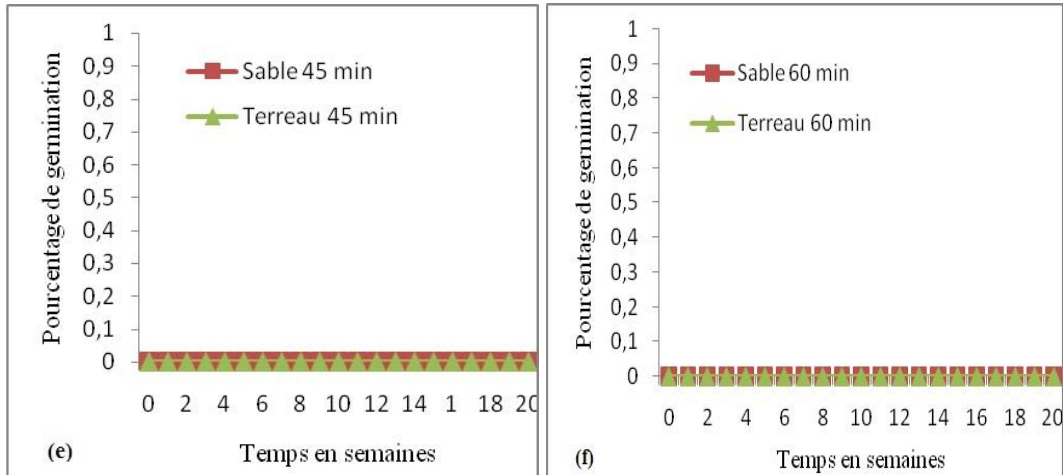 1
0,9
0,8
0,7
0,6
0,5
0,4
0,3
0,2
0,1
0
Pourcentage de germination
Sable 45 min
Terreau 45 min
0 2 4 6 8 10 12 14 1 18 20
(e) Temps en semaines
1
0,9
0,8
0,7
0,6
0,5
0,4
0,3
0,2
0,1
0
Pourcentage de germination
Sable 60 min
Terreau 60 min
0 2 4 6 8 10 12 14 16 18 20
(f) Temps en semaines